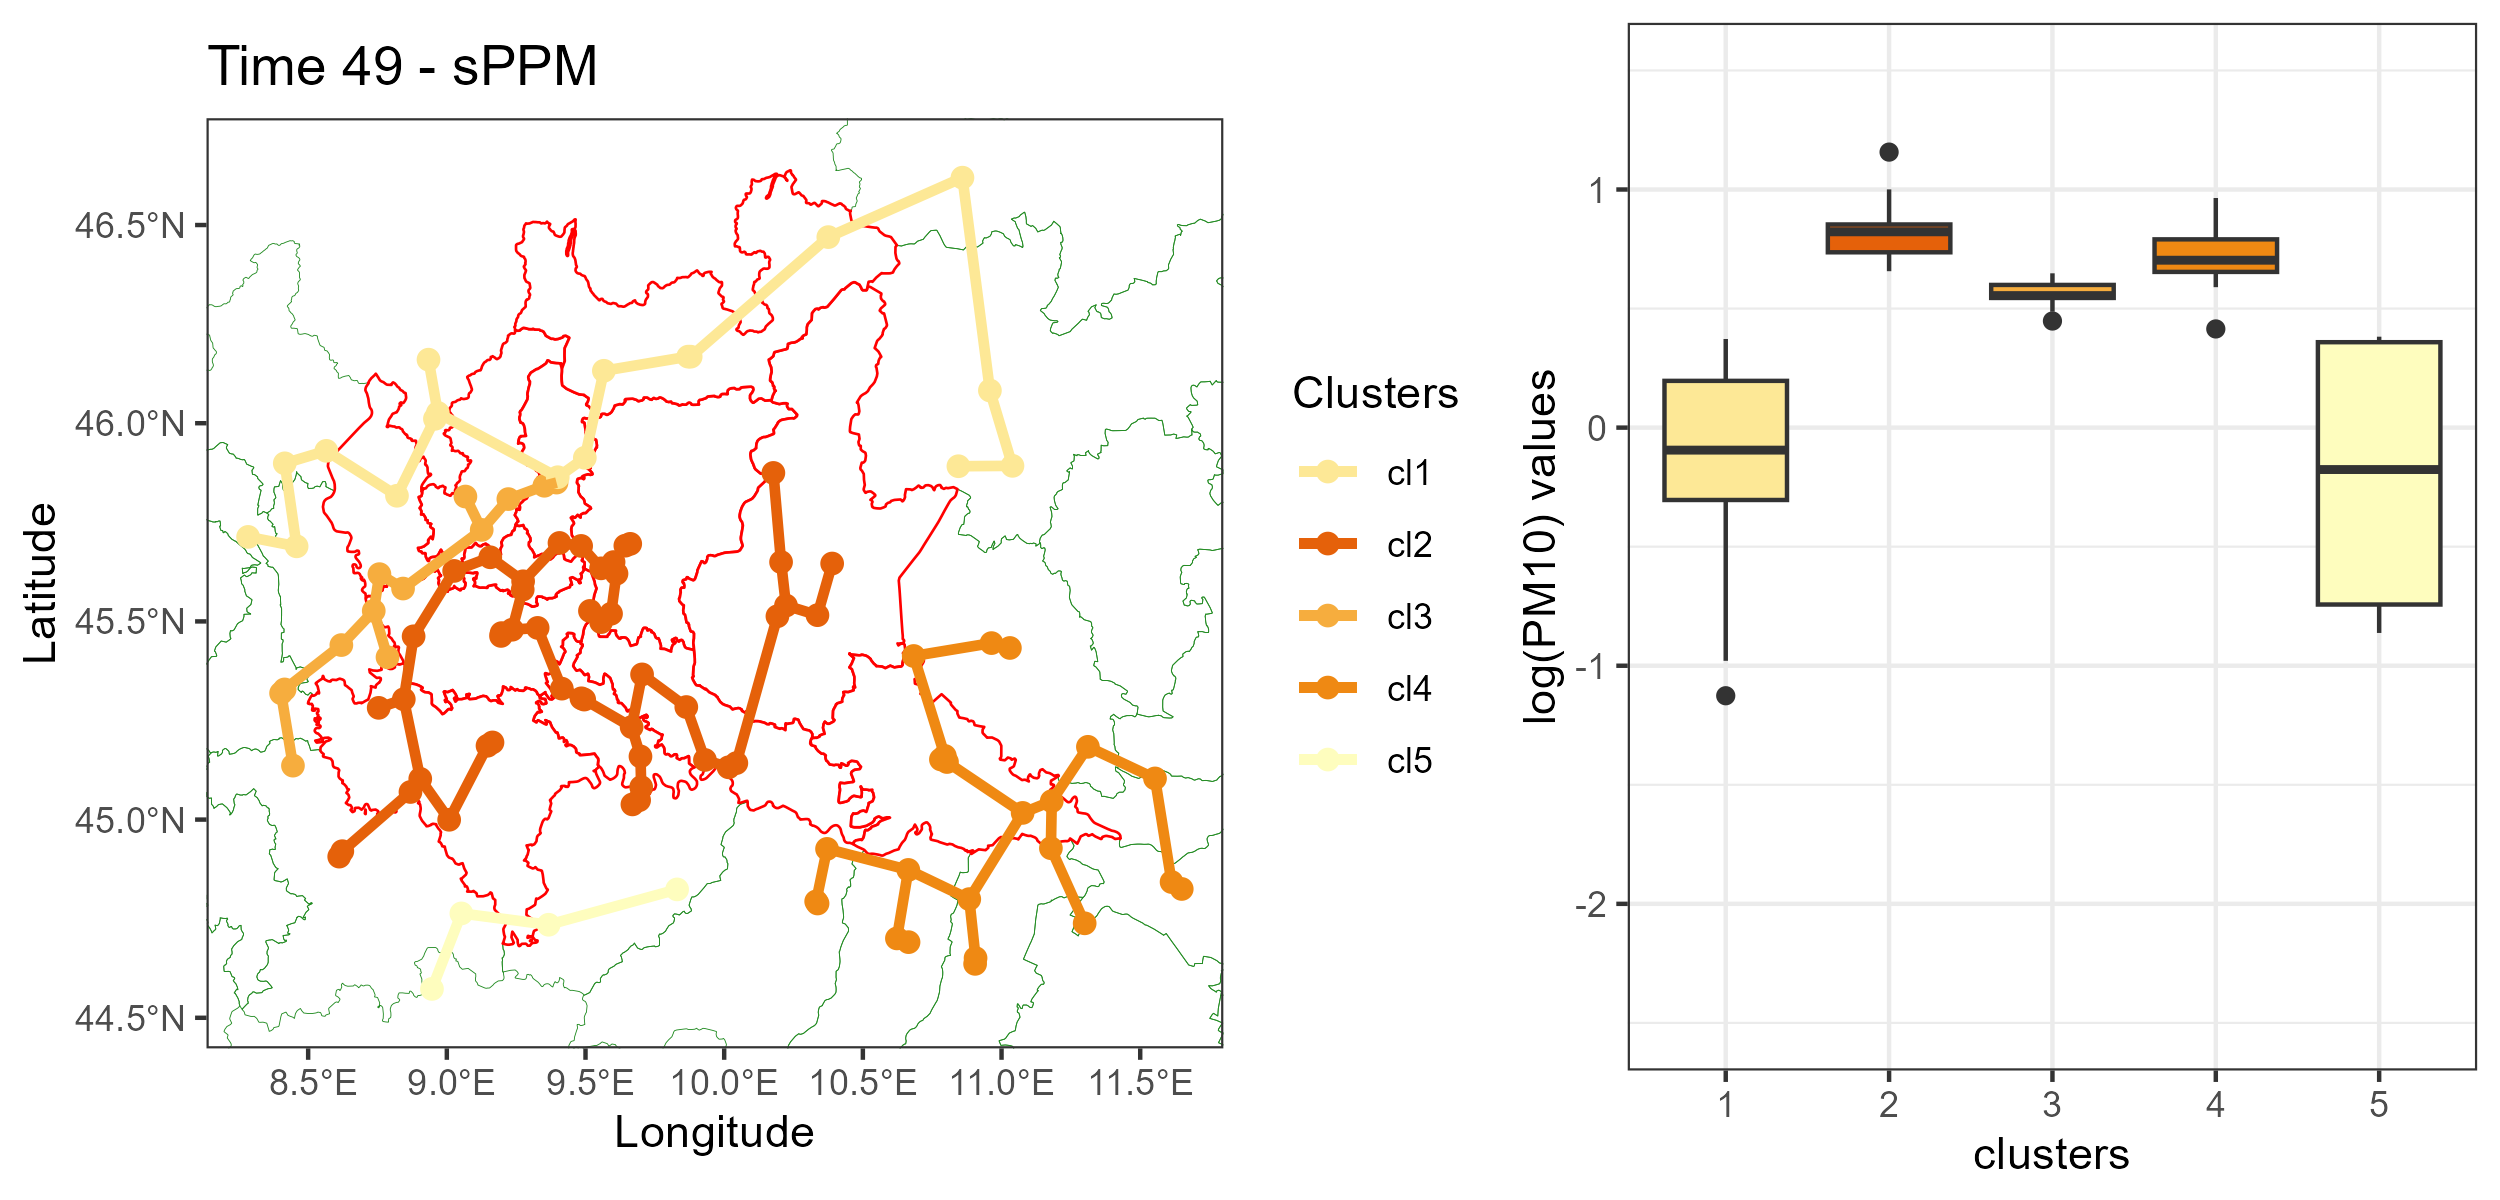 Time 49 - sPPM
Latitude
46.5°N
46.0°N
45.5°N
45.0°N
44.5°N
8.5°E 9.0°E 9.5°E 10.0°E 10.5°E 11.0°E 11.5°E
Longitude
Clusters
cl1
cl2
cl3
cl4
cl5
log(PM10) values
1
0
-1
-2
1 2 3 4 5
clusters